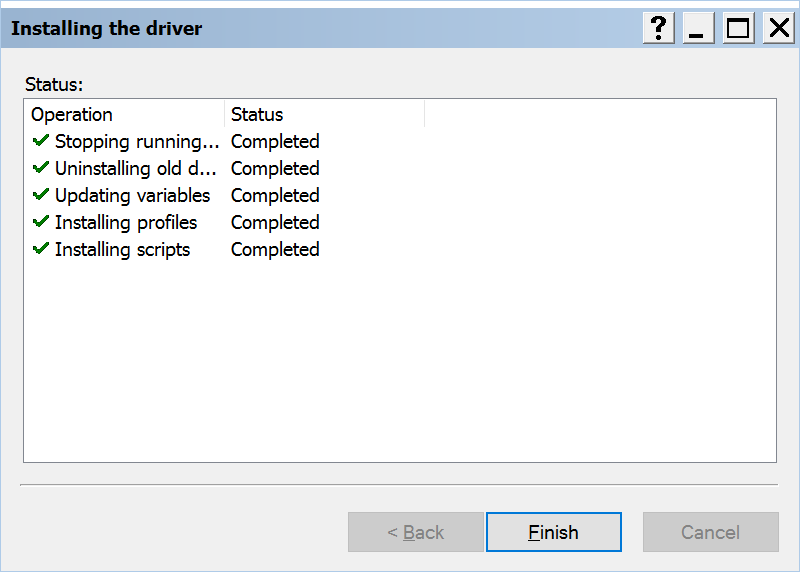 Installing the driver ?
Status:
Operation Status
Stopping running... Completed
Uninstalling old d... Completed
Updating variables Completed
Installing profiles Completed
Installing scripts Completed
< Back Finish Cancel